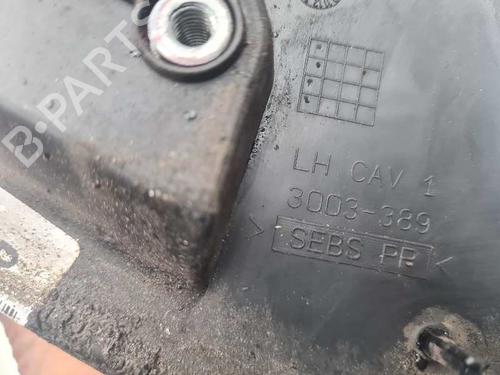 B-PARTS
LH CAV 1
3003-389
> SEBS PP <